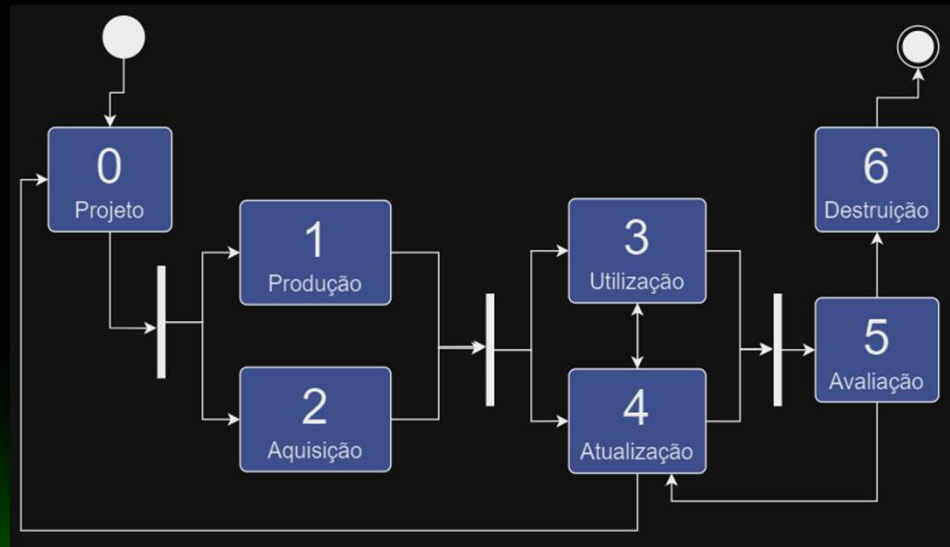 0
Projeto
1
Produção
2
Aquisição
3
Utilização
4
Atualização
5
Avaliação
6
Destruição